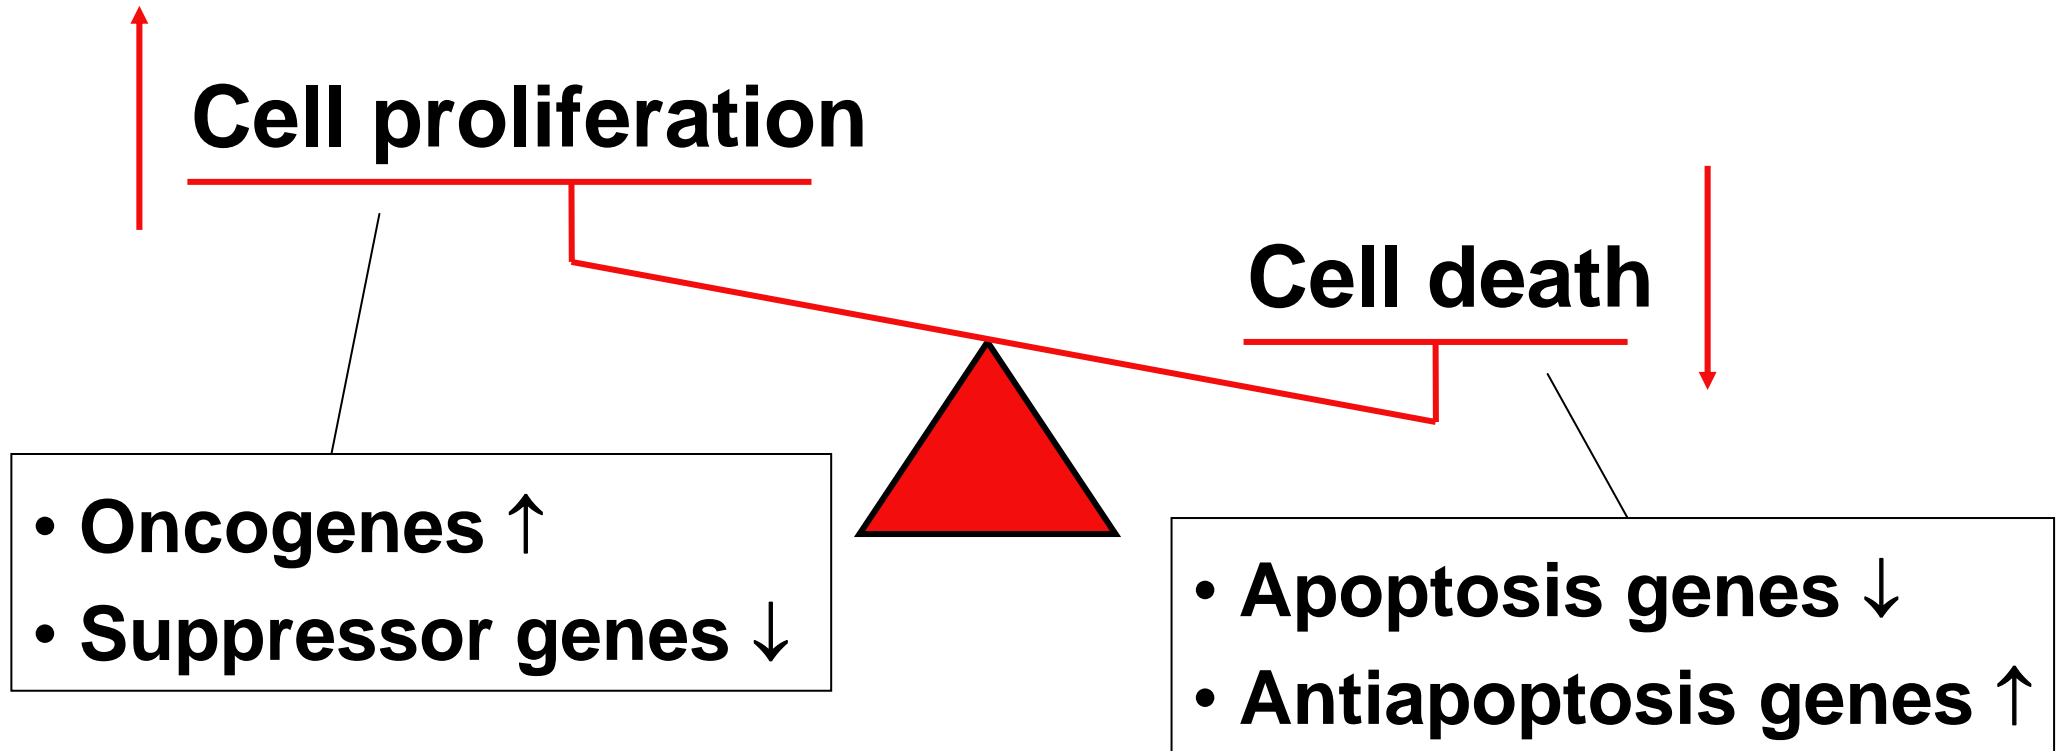 Cell proliferation
Cell death
• Oncogenes ↑
• Suppressor genes ↓
• Apoptosis genes ↓
• Antiapoptosis genes ↑